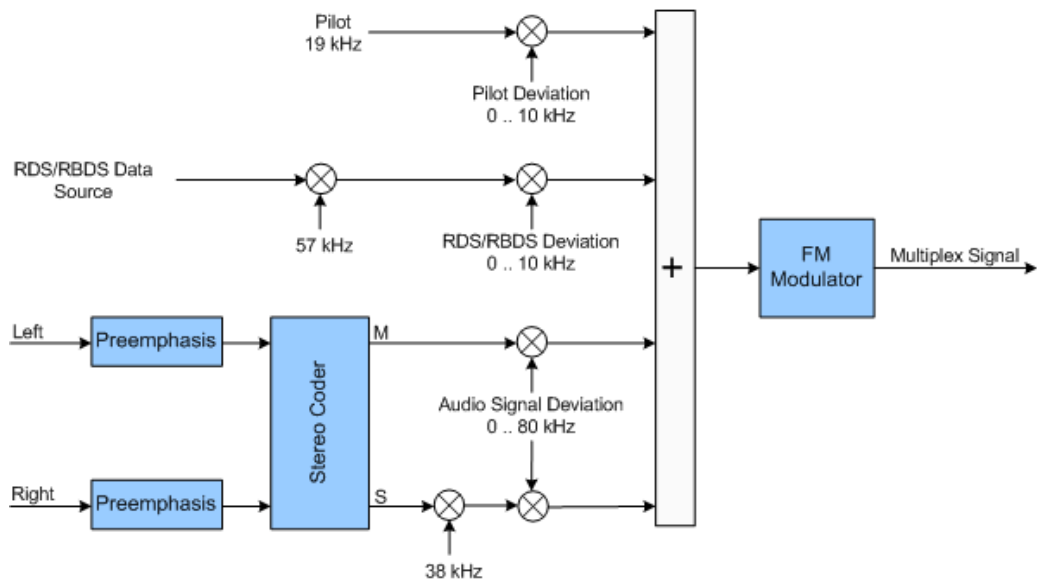 Pilot
19 kHz
Pilot Deviation
0 .. 10 kHz
RDS/RBDS Data
Source
57 kHz
RDS/RBDS Deviation
0 .. 10 kHz
+
FM
Modulator
Multiplex Signal
Left
Preemphasis
Stereo Coder
M
Audio Signal Deviation
0 .. 80 kHz
Right
Preemphasis
S
38 kHz